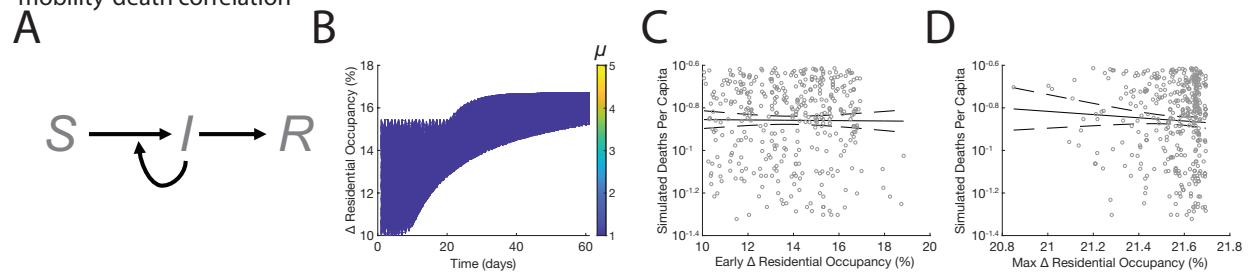 mobility-death correlation
A
S
I
R
B
μ
Δ Residential Occupancy (%)
18
16
14
12
10
0
20
40
60
Time (days)
5
4
3
2
1
C
Simulated Deaths Per Capita
10-0.6
10-0.8
10-1
10-1.2
10-1.4
10
12
14
16
18
20
Early Δ Residential Occupancy (%)
D
Simulated Deaths Per Capita
10-0.6
10-0.8
10-1
10-1.2
10-1.4
20.8
21
21.2
21.4
21.6
21.8
Max Δ Residential Occupancy (%)